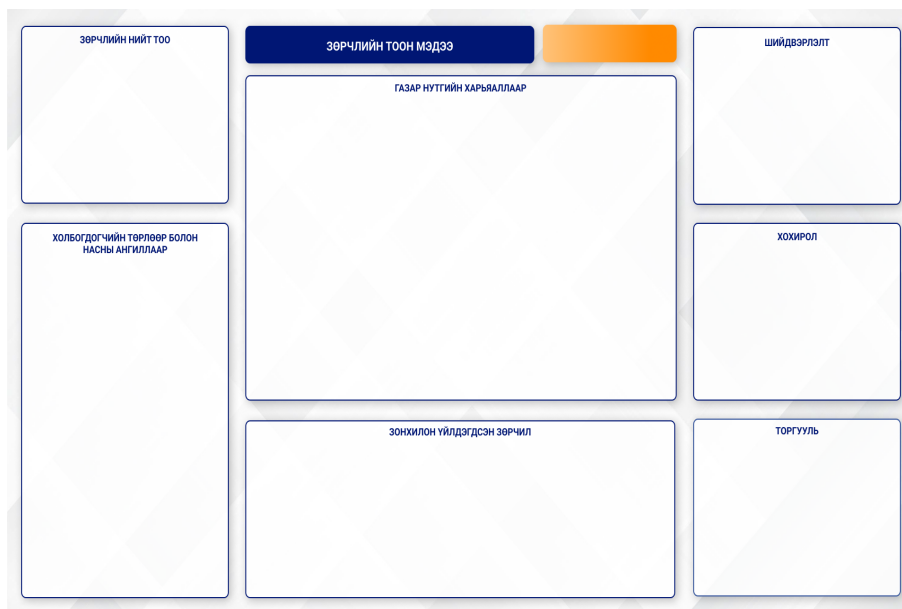 ЗӨРЧЛИЙН НИЙТ ТОО
ЗӨРЧЛИЙН ТООН МЭДЭЭ
ШИЙДВЭРЛЭЛТ
ГАЗАР НУТГИЙН ХАРЬЯАЛЛААР
ХОЛБОГДОГЧИЙН ТӨРЛӨӨР БОЛОН
НАСНЫ АНГИЛЛААР
ХОХИРОЛ
ЗОНХИЛОН ҮЙЛДЭГДСЭН ЗӨРЧИЛ
ТОРГУУЛЬ